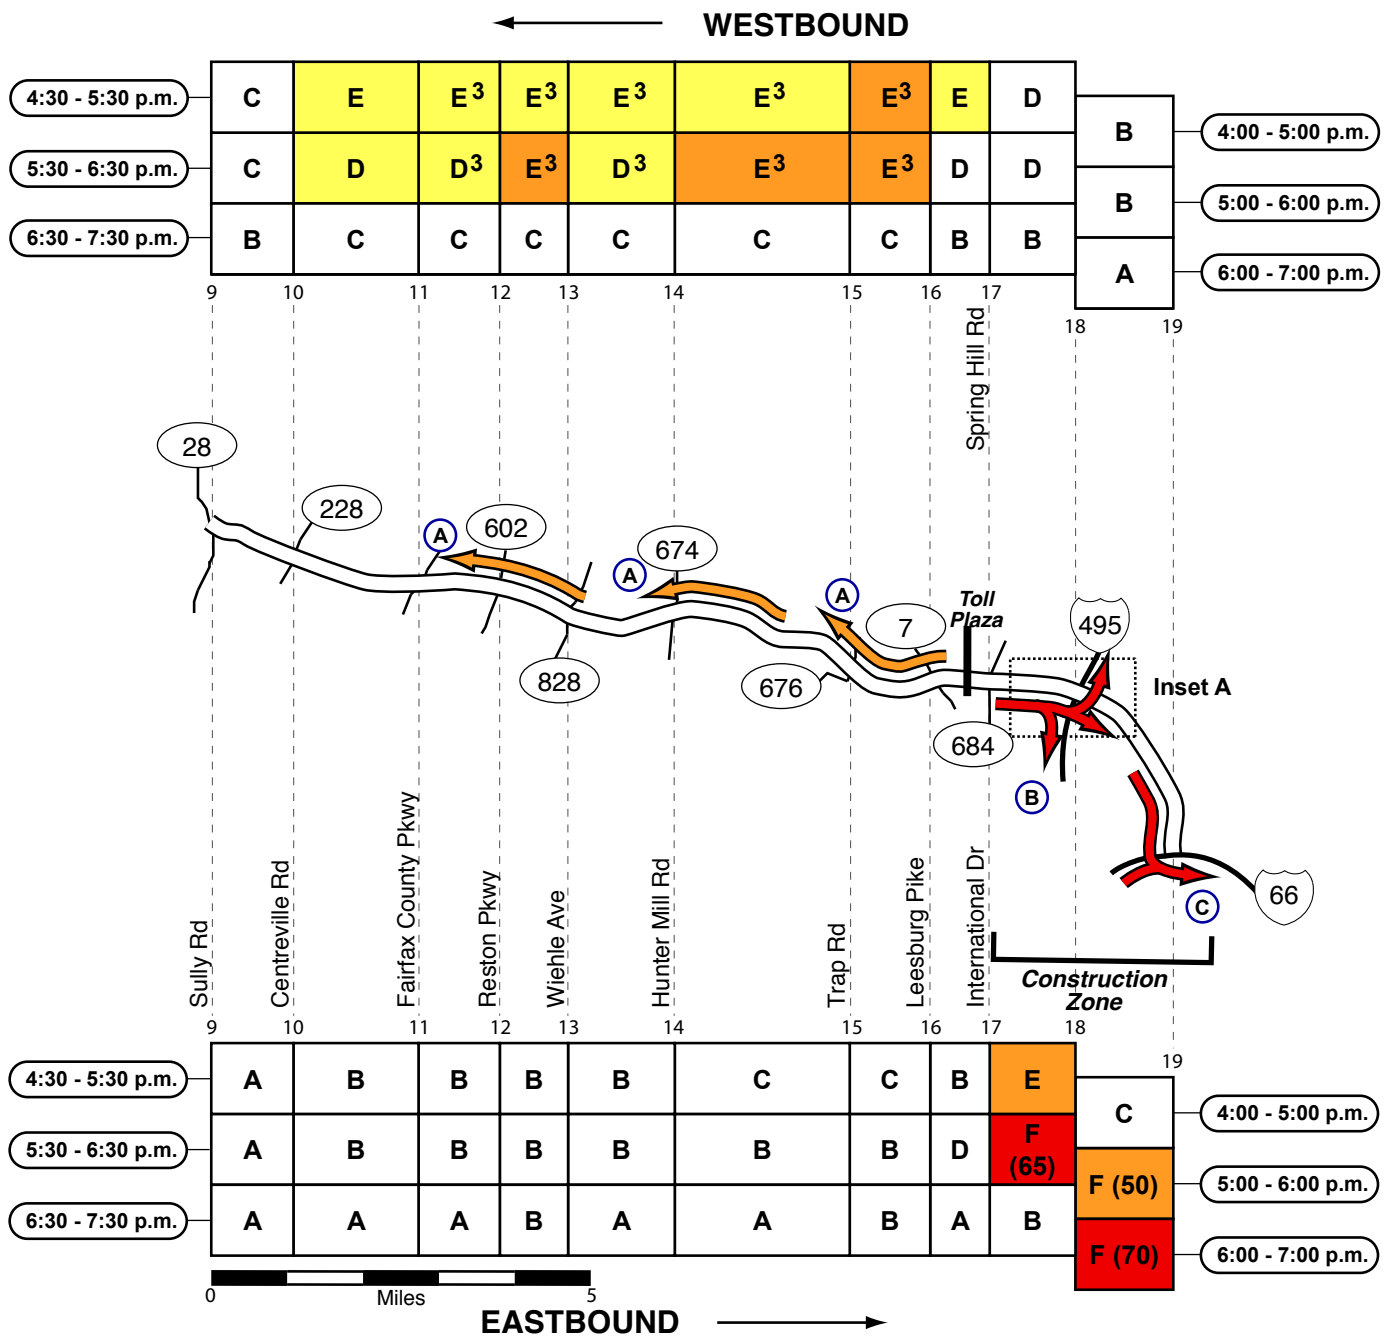 WESTBOUND
4:30 - 5:30 p.m. C E E3 E3 E3 E3 E3 E D
B 4:00 - 5:00 p.m.
5:30 - 6:30 p.m. C D D3 E3 D3 E3 E3 D D
B 5:00 - 6:00 p.m.
6:30 - 7:30 p.m. B C C C C C C B B
A 6:00 - 7:00 p.m.
9 10 11 12 13 14 15 16 17
18 19
Spring Hill Rd
28
228
A 602
A 674
A
7
Toll
Plaza
495
828
676
684
Inset A
B
C
66
Sully Rd
Centreville Rd
Fairfax County Pkwy
Reston Pkwy
Wiehle Ave
Hunter Mill Rd
Trap Rd
Leesburg Pike
International Dr
Construction
Zone
9 10 11 12 13 14 15 16 17 18
19
4:30 - 5:30 p.m. A B B B B C C B E
C 4:00 - 5:00 p.m.
5:30 - 6:30 p.m. A B B B B B B D F
(65)
F (50) 5:00 - 6:00 p.m.
6:30 - 7:30 p.m. A A A B A A B A B
F (70) 6:00 - 7:00 p.m.
0 Miles 5
EASTBOUND